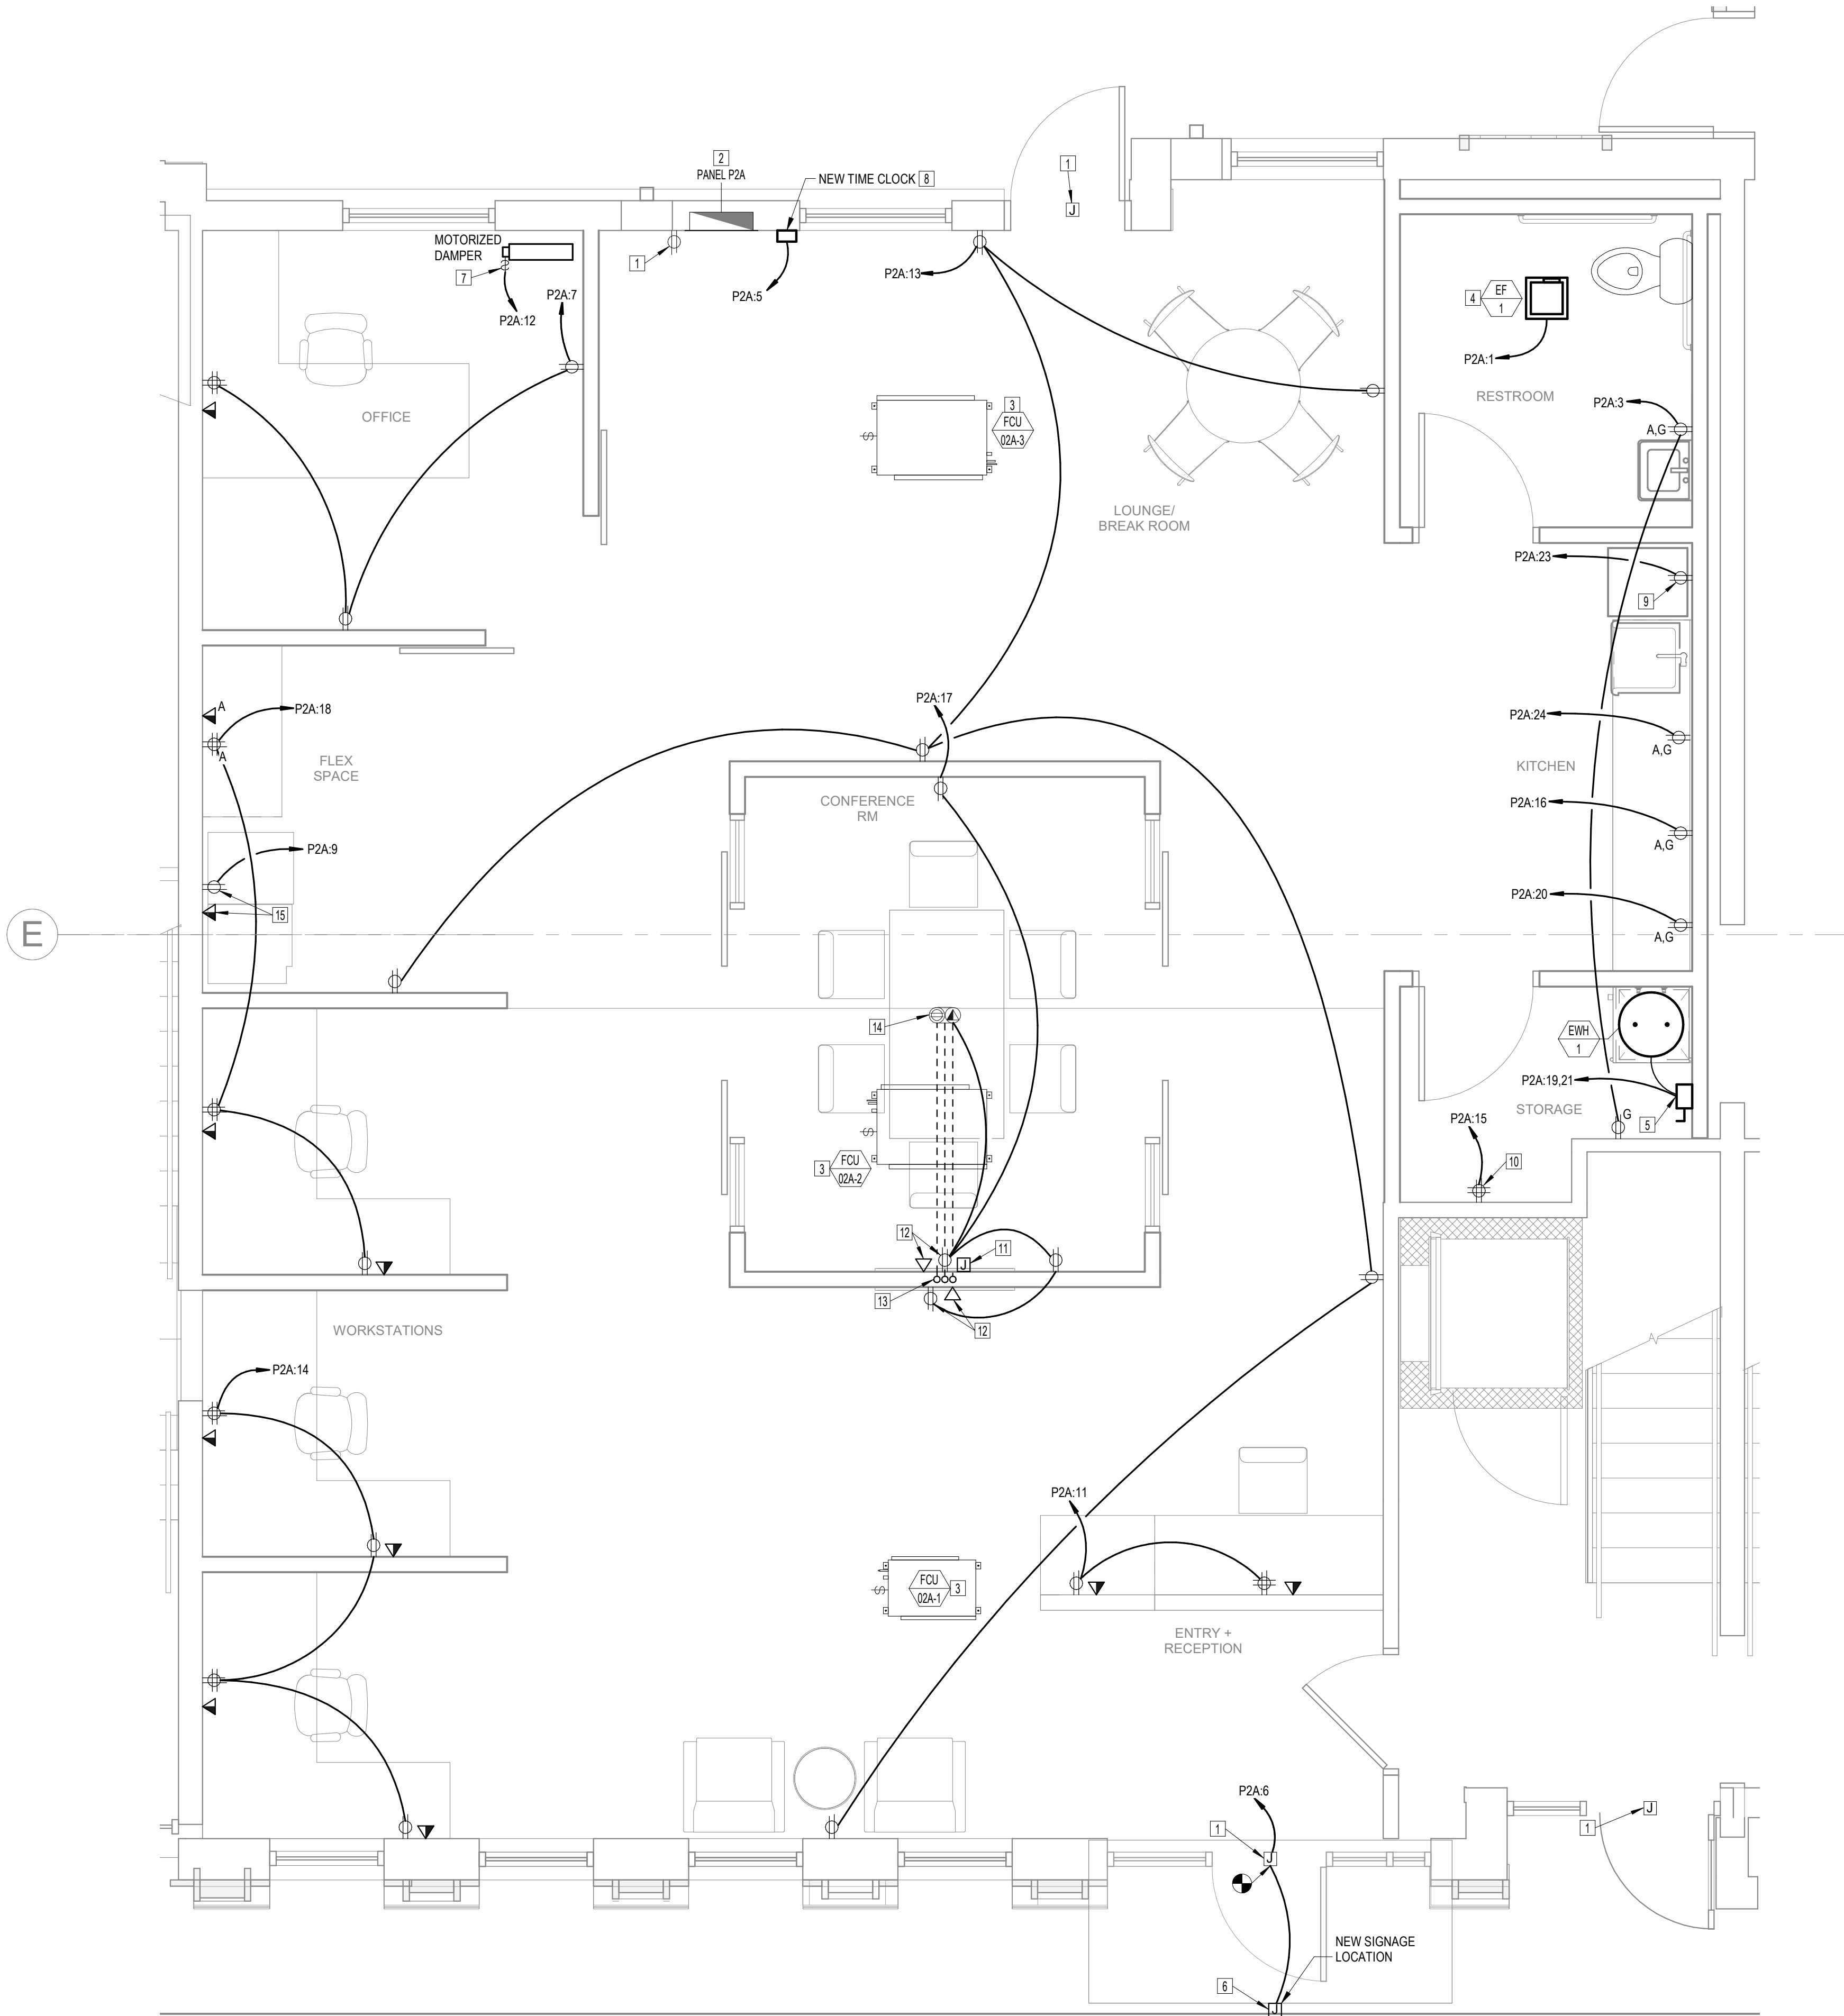 1
2
PANEL P2A
NEW TIME CLOCK 8
J
MOTORIZED
DAMPER
7
1
P2A:13
P2A:7
P2A:5
P2A:12
4
EF
1
P2A:1
RESTROOM
P2A:3
A,G
OFFICE
3
FCU
02A-3
LOUNGE/
BREAK ROOM
P2A:23
9
P2A:17
A
P2A:18
A
FLEX
SPACE
P2A:24
A,G
KITCHEN
CONFERENCE
RM
P2A:16
A,G
P2A:9
15
P2A:20
A,G
E
14
EWH
1
P2A:19,21
STORAGE
G
5
P2A:15
10
3
FCU
02A-2
12
11
J
13
12
WORKSTATIONS
P2A:14
P2A:11
FCU
02A-1
3
ENTRY +
RECEPTION
P2A:6
1
J
1
J
NEW SIGNAGE
LOCATION
6
J
S
S
S